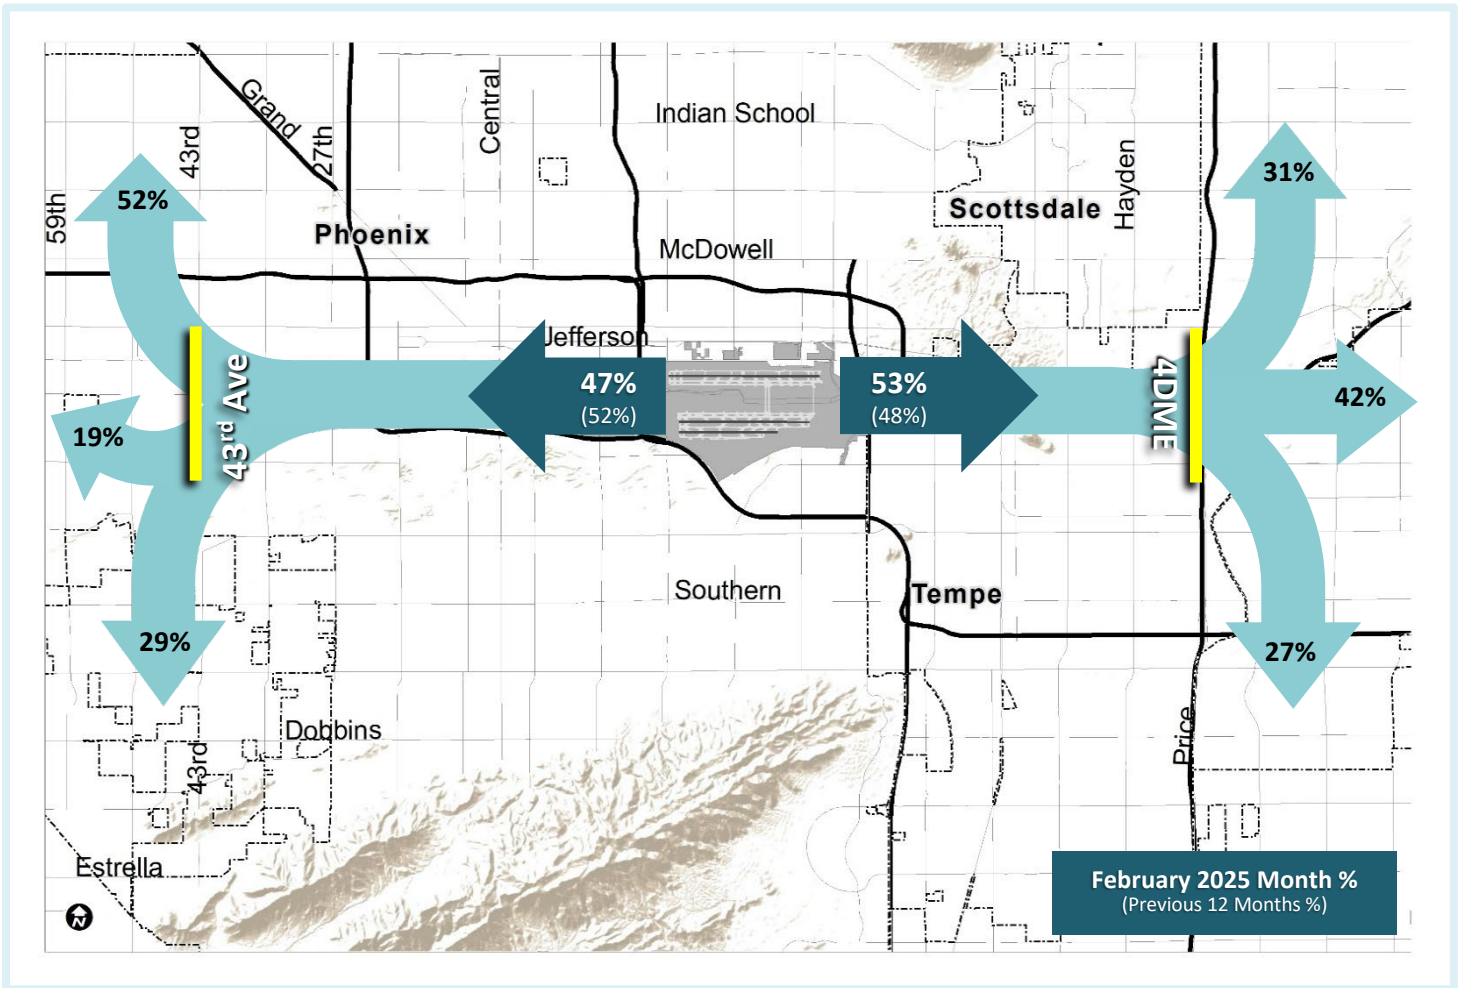 Grand
43rd
27th
Central
Indian School
Hayden
31%
52%
59th
Scottsdale
Phoenix
McDowell
Jefferson
47%
(52%)
53%
(48%)
4DME
42%
43rd Ave
19%
Southern
Tempe
29%
27%
Dobbins
43rd
Price
Estrella
N
February 2025 Month %
(Previous 12 Months %)